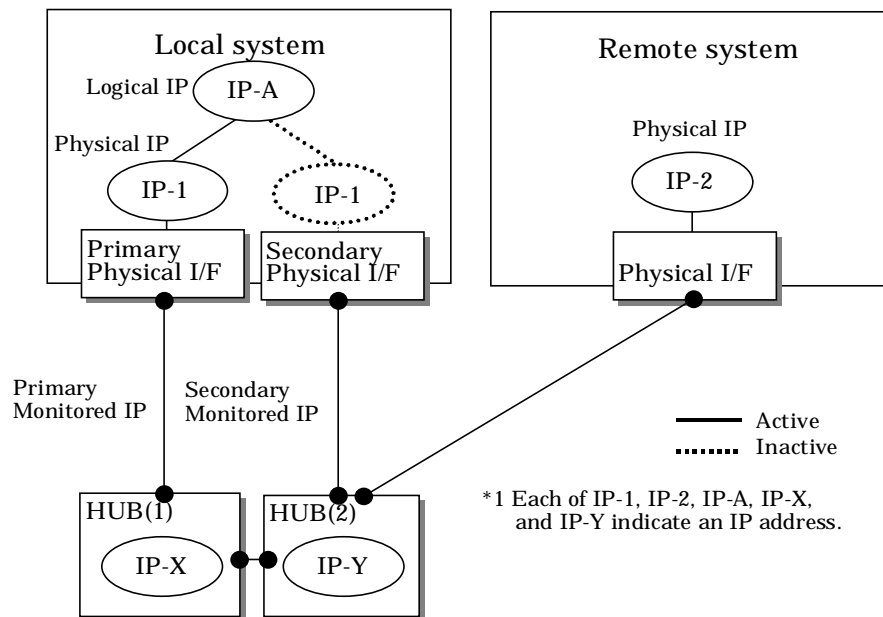 Local system
Logical IP
IP-A
Physical IP
IP-1
IP-1
Primary
Physical I/F
Secondary
Physical I/F
Remote system
Physical IP
IP-2
Physical I/F
Primary
Monitored IP
Secondary
Monitored IP
Active
Inactive
*1 Each of IP-1, IP-2, IP-A, IP-X,
and IP-Y indicate an IP address.
HUB(1)
IP-X
HUB(2)
IP-Y